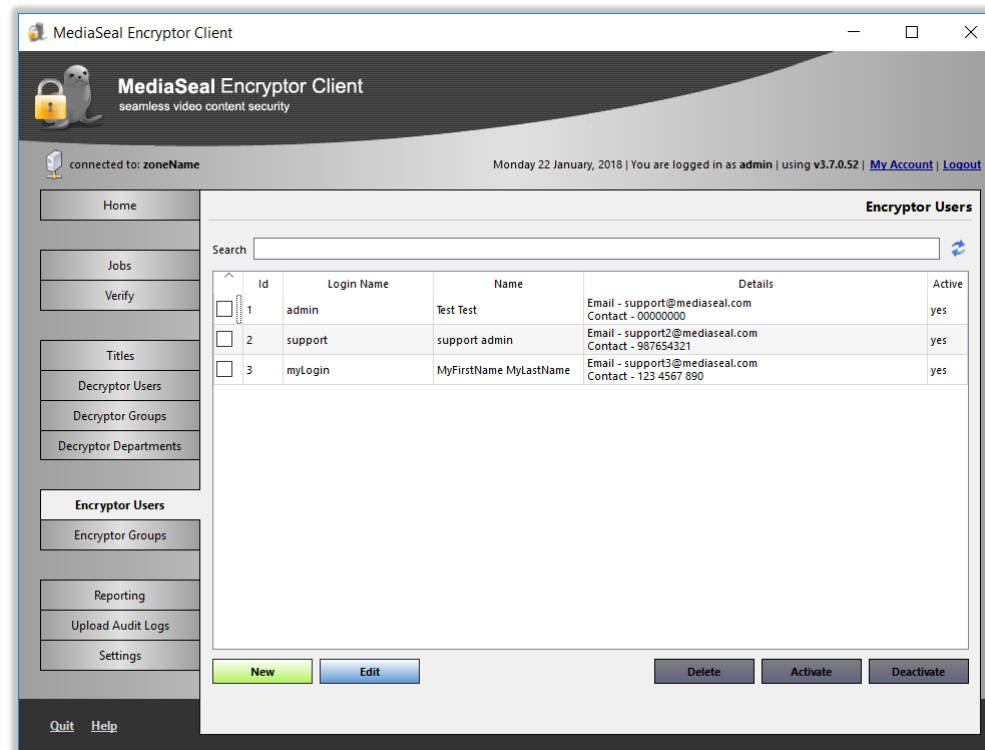 MediaSeal Encryptor Client
MediaSeal Encryptor Client
seamless video content security
connected to: zoneName
Monday 22 January, 2018 | You are logged in as admin | using v3.7.0.52 | My Account | Logout
Home
Jobs
Verify
Titles
Decryptor Users
Decryptor Groups
Decryptor Departments
Encryptor Users
Encryptor Groups
Reporting
Upload Audit Logs
Settings
Encryptor Users
Search
Id Login Name Name Details Active
1 admin Test Test Email - support@mediaseal.com yes
Contact - 00000000
2 support support admin Email - support2@mediaseal.com yes
Contact - 987654321
3 myLogin MyFirstName MyLastName Email - support3@mediaseal.com yes
Contact - 123 4567 890
New Edit Delete Activate Deactivate
Quit Help